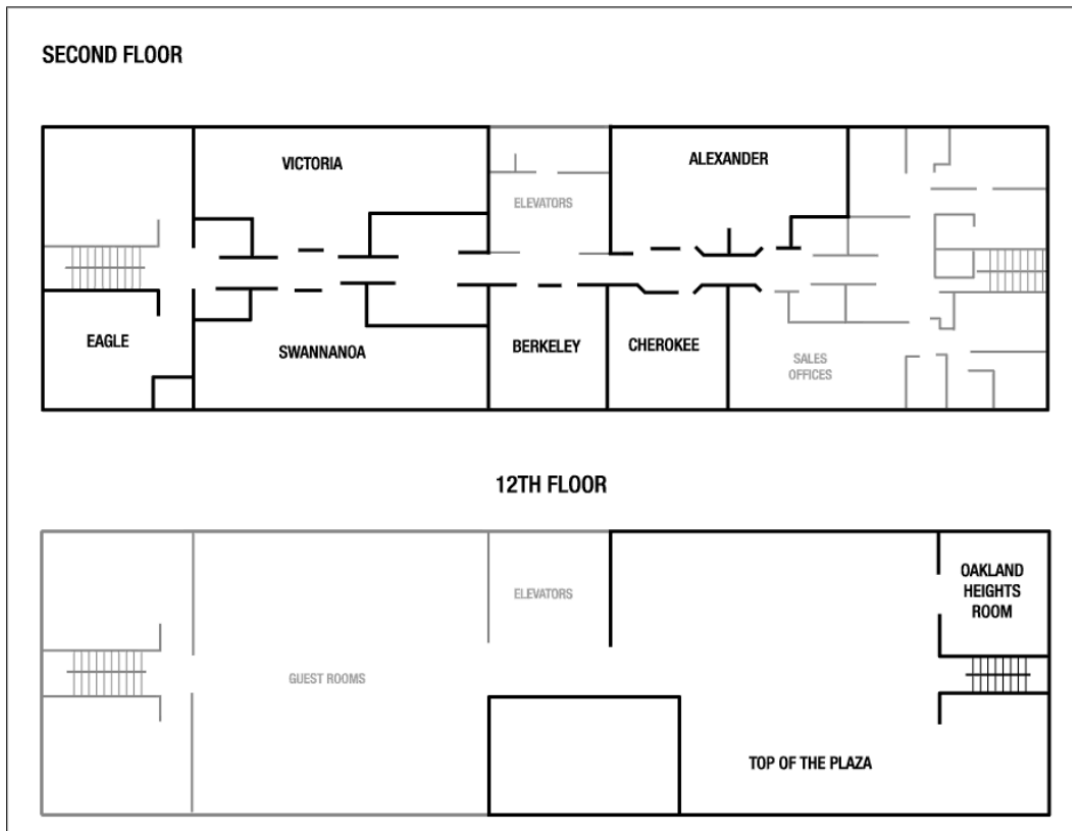 SECOND FLOOR
VICTORIA
ALEXANDER
ELEVATORS
EAGLE
SWANNANOA
BERKELEY
CHEROKEE
SALES
OFFICES
12TH FLOOR
ELEVATORS
OAKLAND
HEIGHTS
ROOM
GUEST ROOMS
TOP OF THE PLAZA